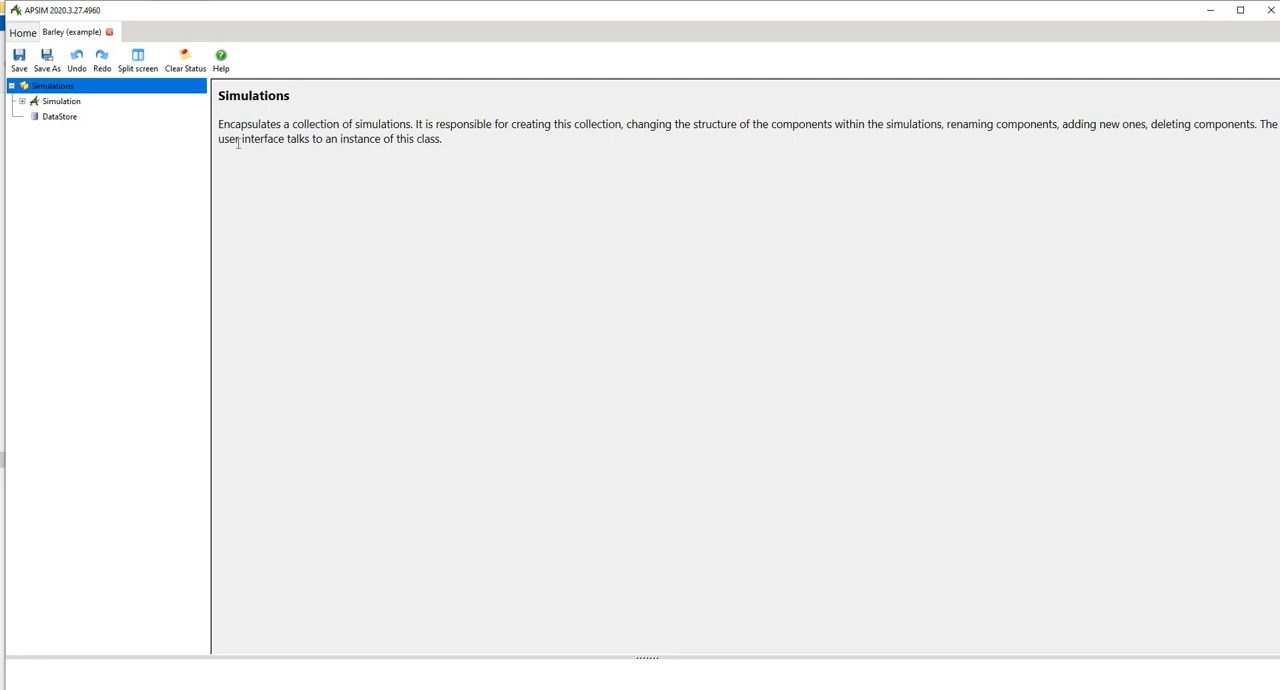 APSIM 2020.3.27.4960
Home
Barley (example)
Save
Save As
Undo
Redo
Split screen
Clear Status
Help
Simulations
Simulation
DataStore
Simulations
Encapsulates a collection of simulations. It is responsible for creating this collection, changing the structure of the components within the simulations, renaming components, adding new ones, deleting components. The
user interface talks to an instance of this class.